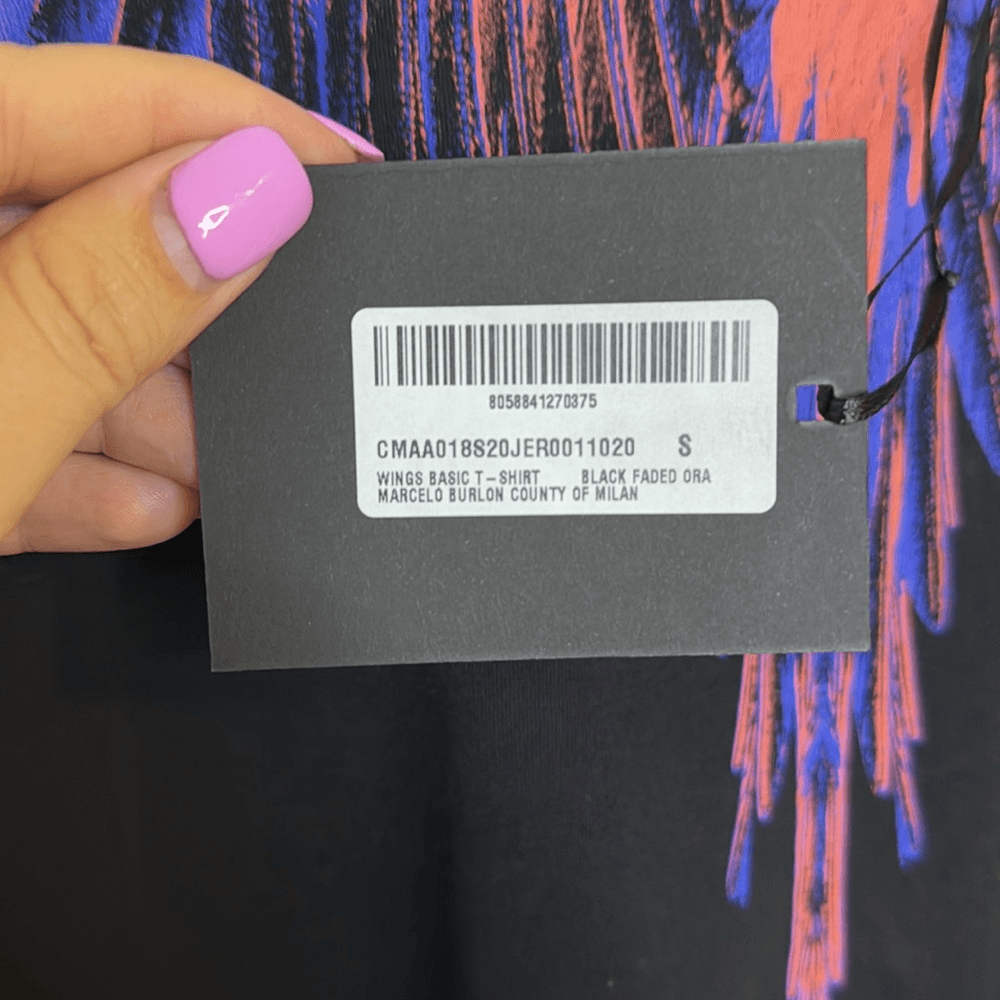 8058841270375
CMAA018S20JER0011020 S
WINGS BASIC T-SHIRT BLACK FADED ORA
MARCELO BURLON COUNTY OF MILAN